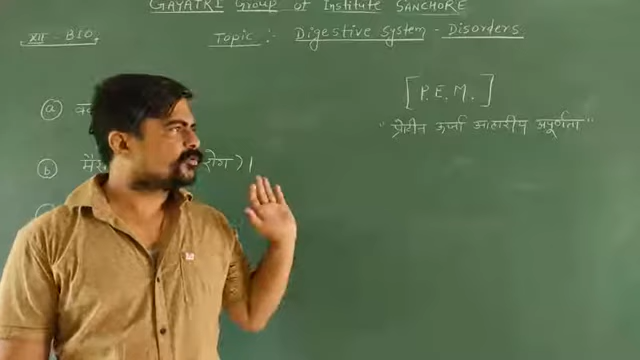 GAYATRI Group of Institute SANCHORE
XII - BIO.
Topic :- Digestive System - Disorders
[P.E.M.]
"प्रोटीन ऊर्जा आहारीय अपूर्णता"
(a)
(b) रोग) |